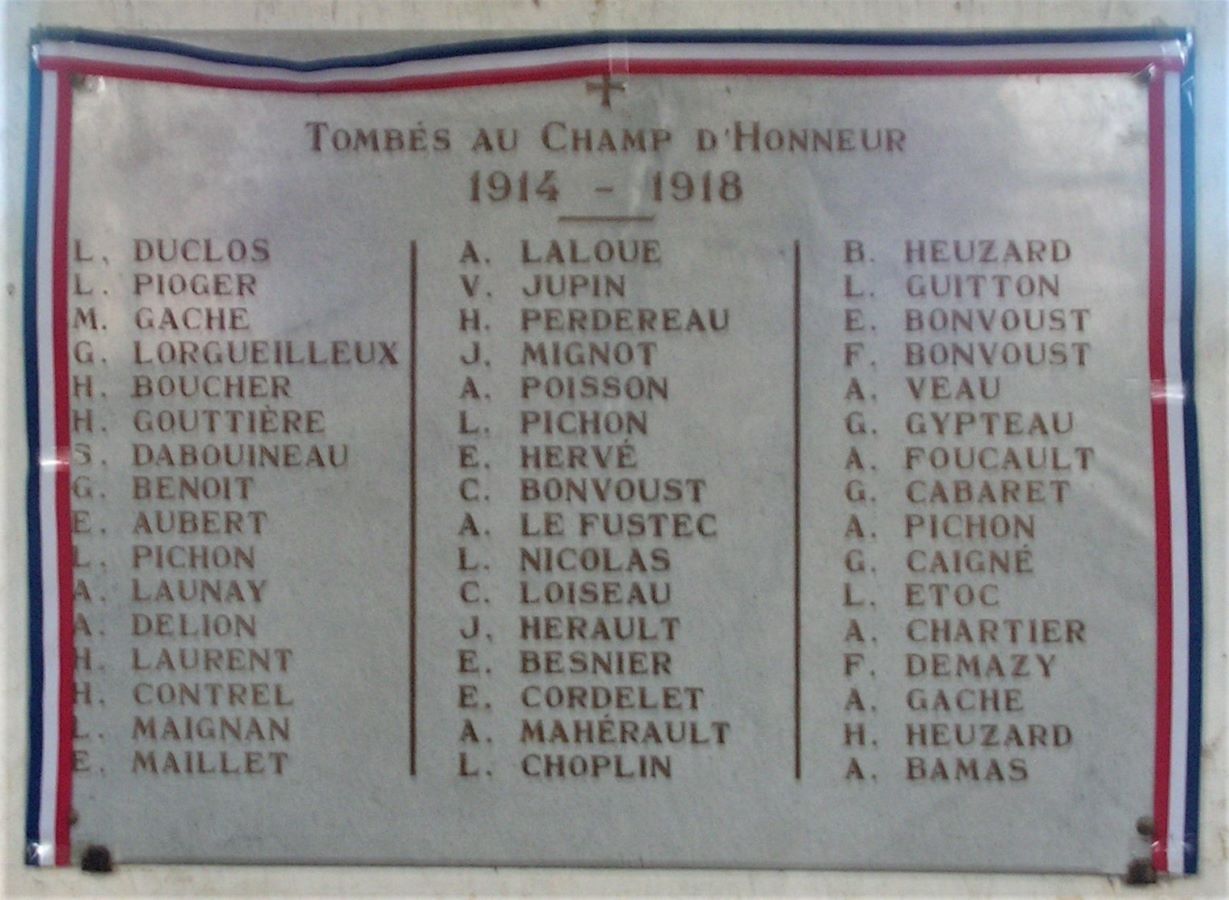 TOMBÉS AU CHAMP D'HONNEUR
1914 - 1918
L. DUCLOS
L. PIOGER
M. GACHE
G. LORGUEILLEUX
H. BOUCHER
H. GOUTTIÈRE
S. DABOUINEAU
G. BENOIT
E. AUBERT
L. PICHON
A. LAUNAY
A. DELION
H. LAURENT
H. CONTREL
L. MAIGNAN
E. MAILLET
A. LALOUE
V. JUPIN
H. PERDEREAU
J. MIGNOT
A. POISSON
L. PICHON
E. HERVÉ
C. BONVOUST
A. LE FUSTEC
L. NICOLAS
C. LOISEAU
J. HERAULT
E. BESNIER
E. CORDELET
A. MAHÉRAULT
L. CHOPLIN
B. HEUZARD
L. GUITTON
E. BONVOUST
F. BONVOUST
A. VEAU
G. GYPTEAU
A. FOUCAULT
G. CABARET
A. PICHON
G. CAIGNÉ
L. ETOC
A. CHARTIER
F. DEMAZY
A. GACHE
H. HEUZARD
A. BAMAS